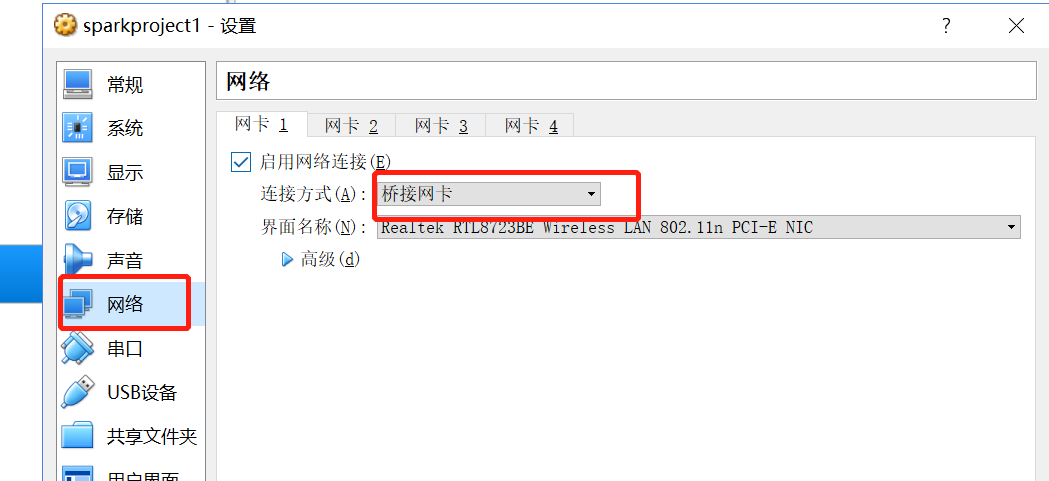 sparkproject1 - 设置
?
常规
系统
显示
存储
声音
网络
串口
USB设备
共享文件夹
用户界面
网络
网卡 1 网卡 2 网卡 3 网卡 4
启用网络连接(E)
连接方式(A): 桥接网卡
界面名称(N): Realtek RTL8723BE Wireless LAN 802.11n PCI-E NIC
高级(d)